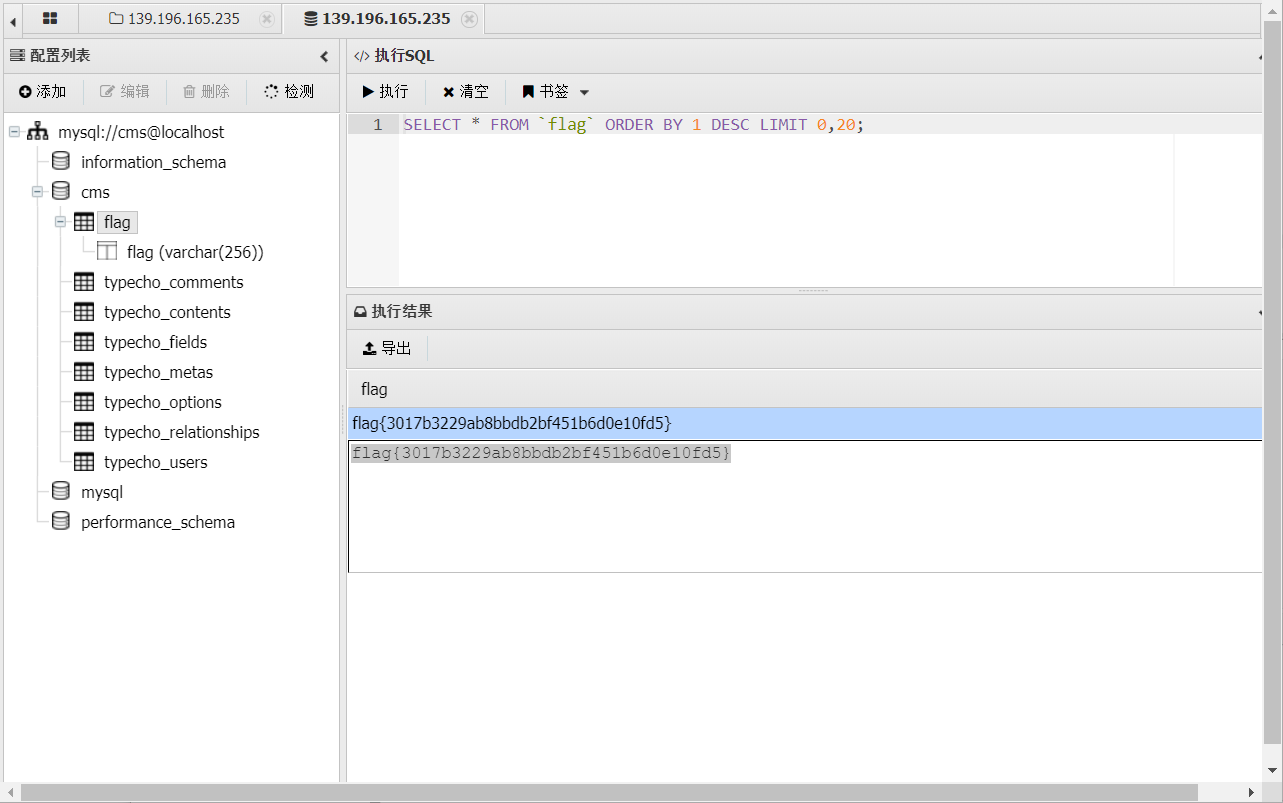 139.196.165.235
139.196.165.235
配置列表
添加 编辑 删除 检测
mysql://cms@localhost
information_schema
cms
flag
flag (varchar(256))
typecho_comments
typecho_contents
typecho_fields
typecho_metas
typecho_options
typecho_relationships
typecho_users
mysql
performance_schema
</> 执行SQL
执行 清空 书签
1 SELECT * FROM `flag` ORDER BY 1 DESC LIMIT 0,20;
执行结果
导出
flag
flag{3017b3229ab8bbdb2bf451b6d0e10fd5}
flag{3017b3229ab8bbdb2bf451b6d0e10fd5}